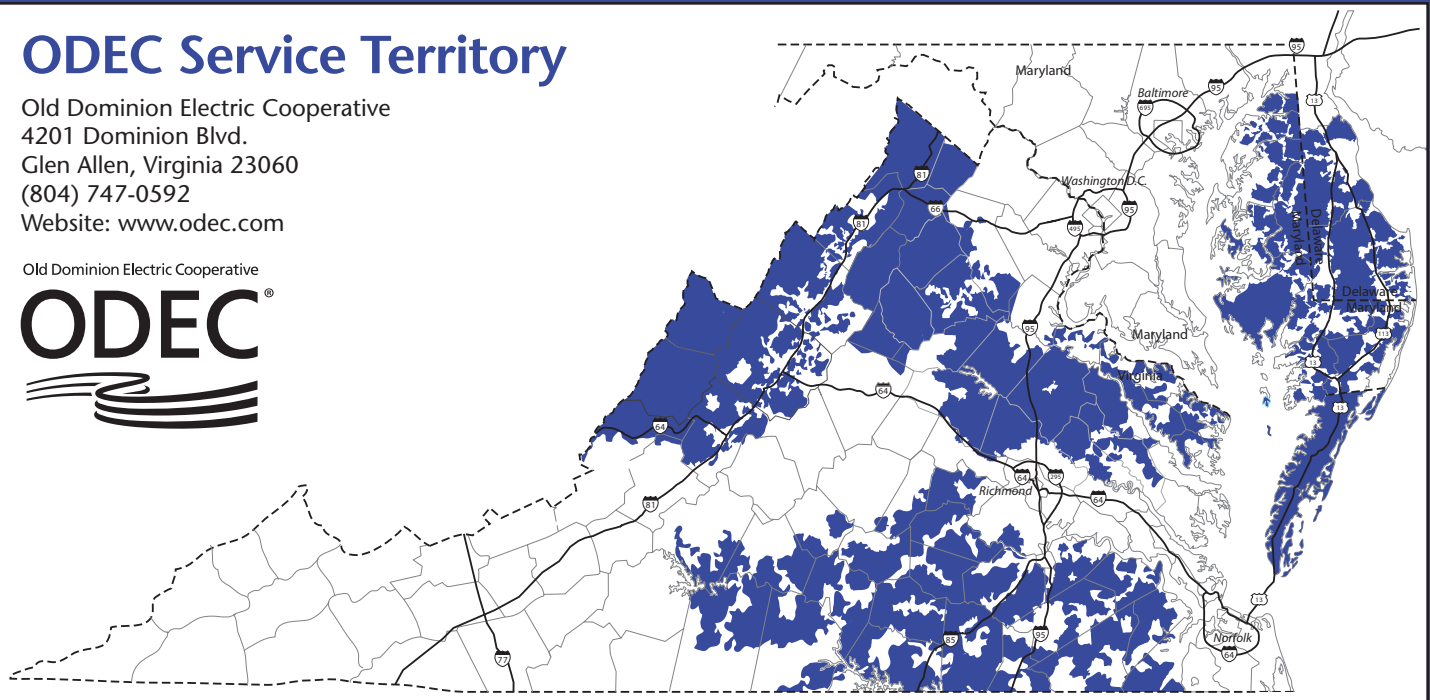 ODEC Service Territory
Old Dominion Electric Cooperative
4201 Dominion Blvd.
Glen Allen, Virginia 23060
(804) 747-0592
Website: www.odec.com
Old Dominion Electric Cooperative
ODEC®
95
Maryland
Baltimore
95
695
13
81
Washington D.C.
66
95
81
495
Maryland
Delaware
Delaware
Maryland
95
Maryland
113
13
Virginia
64
13
64
64
295
Richmond
64
81
13
85
95
Norfolk
64
77